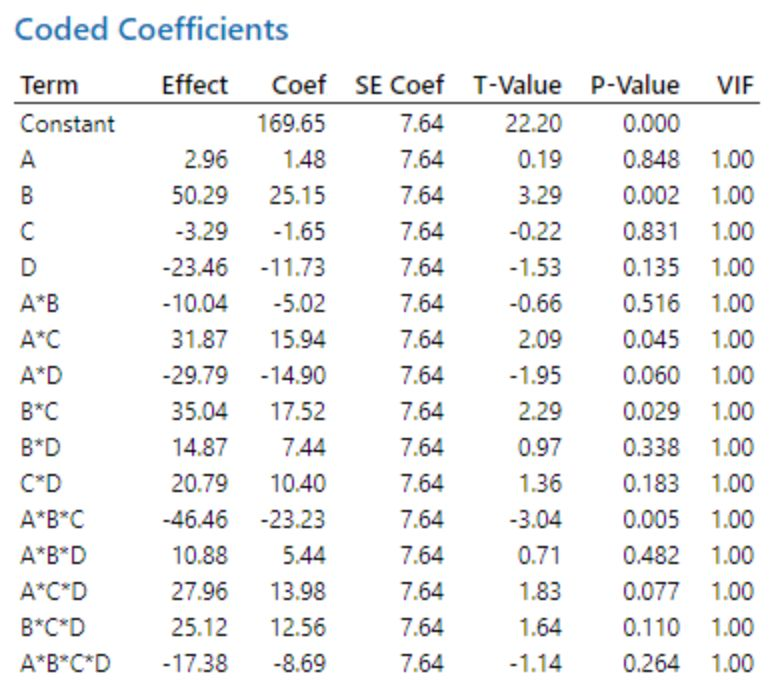 Coded Coefficients
Term Effect Coef SE Coef T-Value P-Value VIF
Constant 169.65 7.64 22.20 0.000
A 2.96 1.48 7.64 0.19 0.848 1.00
B 50.29 25.15 7.64 3.29 0.002 1.00
C -3.29 -1.65 7.64 -0.22 0.831 1.00
D -23.46 -11.73 7.64 -1.53 0.135 1.00
A*B -10.04 -5.02 7.64 -0.66 0.516 1.00
A*C 31.87 15.94 7.64 2.09 0.045 1.00
A*D -29.79 -14.90 7.64 -1.95 0.060 1.00
B*C 35.04 17.52 7.64 2.29 0.029 1.00
B*D 14.87 7.44 7.64 0.97 0.338 1.00
C*D 20.79 10.40 7.64 1.36 0.183 1.00
A*B*C -46.46 -23.23 7.64 -3.04 0.005 1.00
A*B*D 10.88 5.44 7.64 0.71 0.482 1.00
A*C*D 27.96 13.98 7.64 1.83 0.077 1.00
B*C*D 25.12 12.56 7.64 1.64 0.110 1.00
A*B*C*D -17.38 -8.69 7.64 -1.14 0.264 1.00